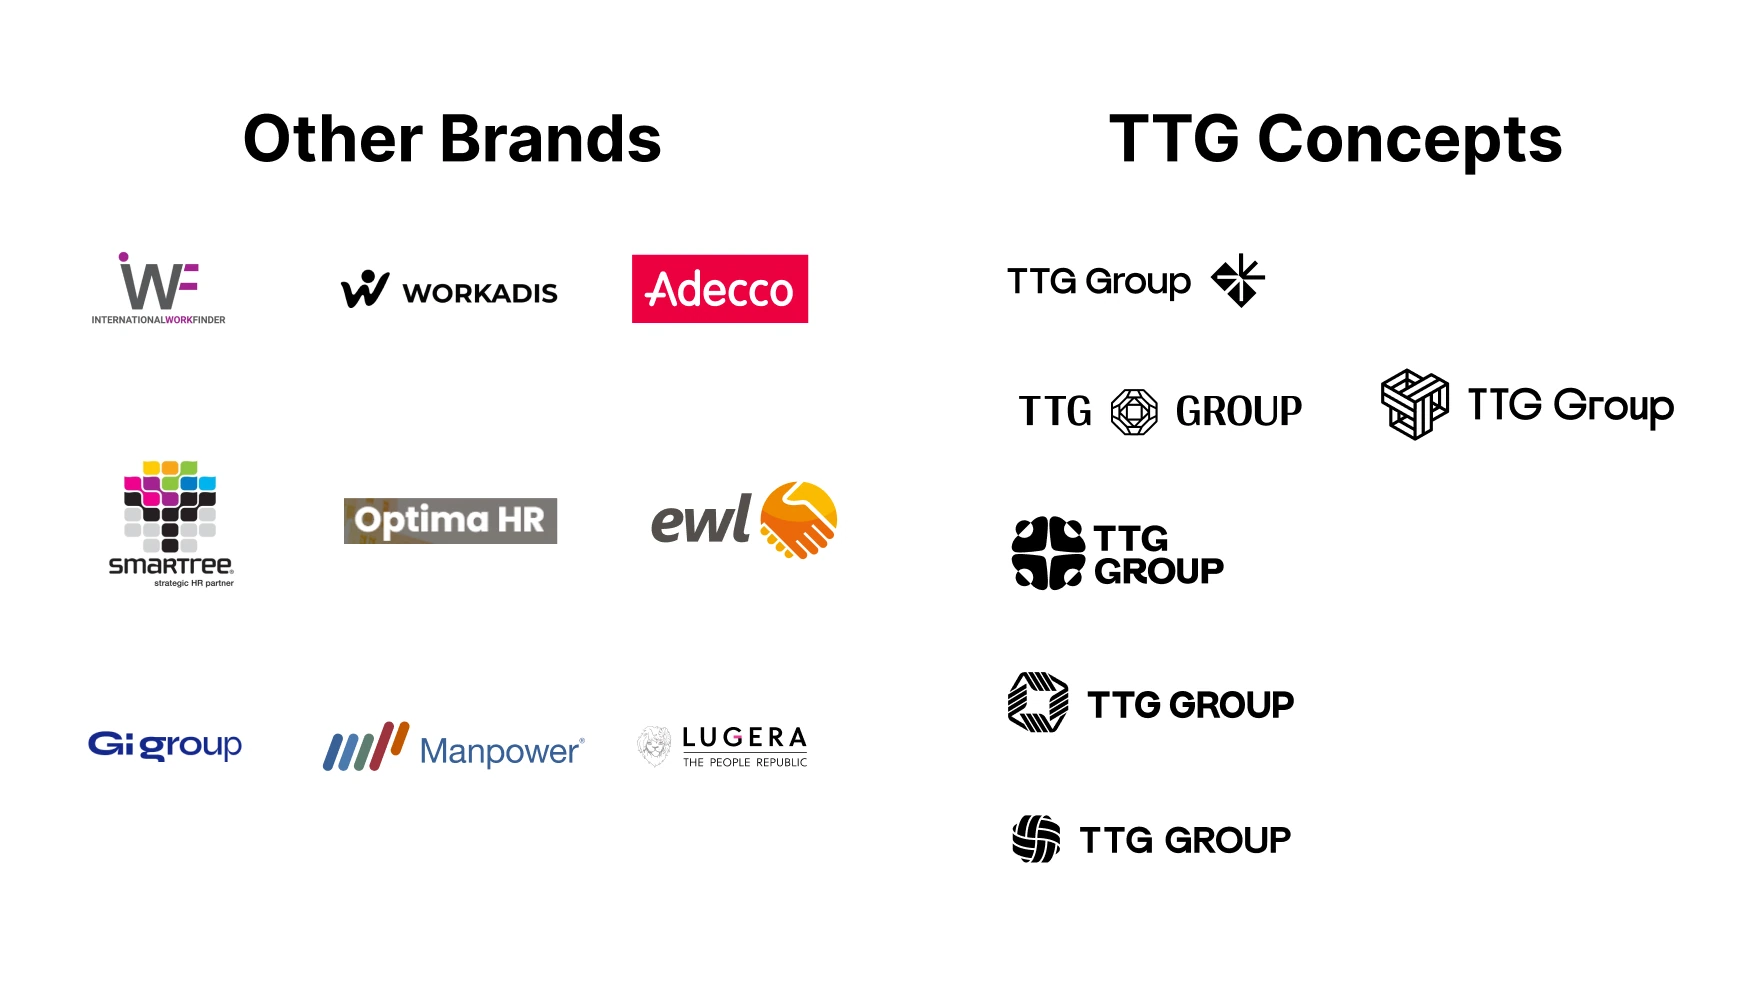 Other Brands
TTG Concepts
iWF
INTERNATIONALWORKFINDER
WORKADIS
Adecco
TTG Group
TTG GROUP
TTG Group
smaRTree®
strategic HR partner
Optima HR
ewl
TTG
GROUP
Gi group
Manpower®
LUGERA
THE PEOPLE REPUBLIC
TTG GROUP
TTG GROUP